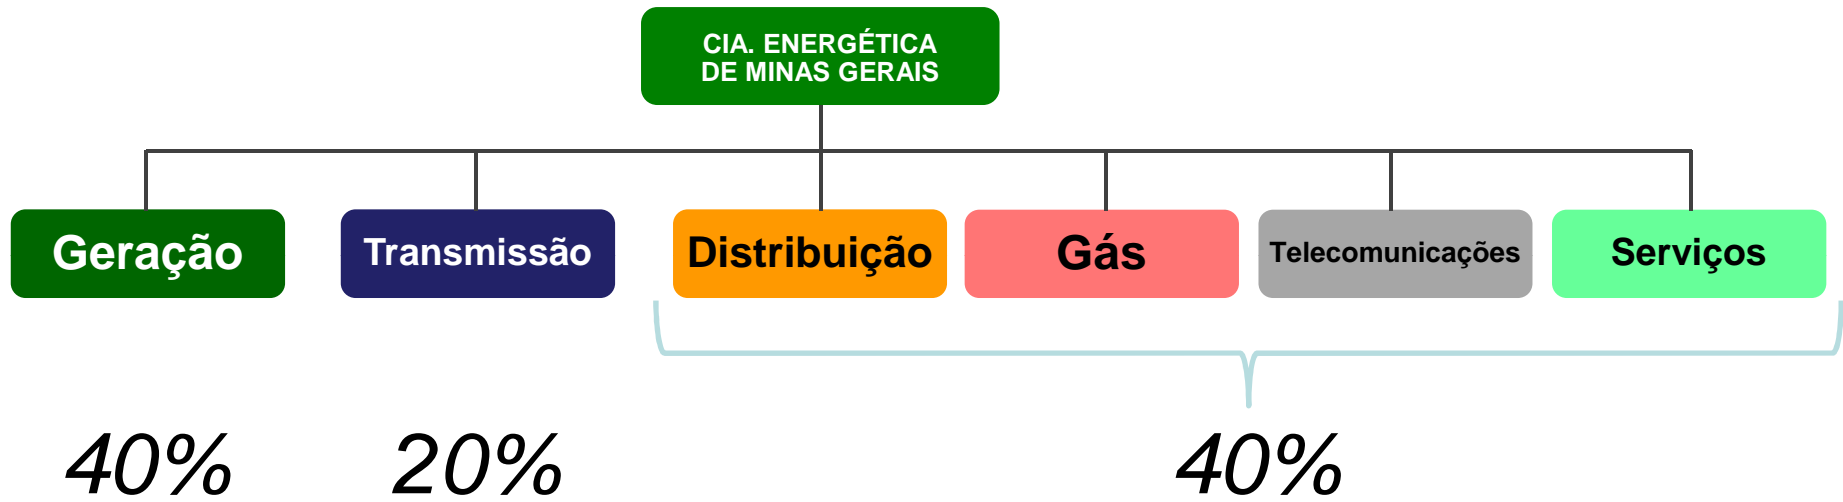 CIA. ENERGÉTICA
DE MINAS GERAIS
Geração
Transmissão
Distribuição
Gás
Telecomunicações
Serviços
40%
20%
40%